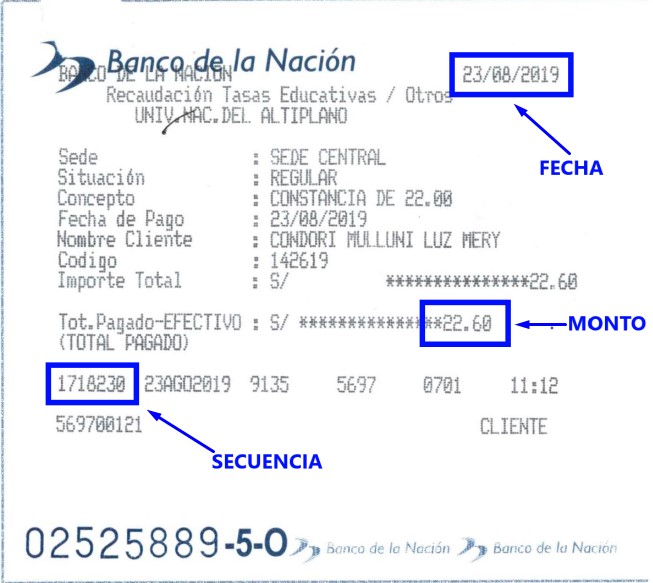 Banco de la Nación
BANCO DE LA NACION
23/08/2019
Recaudación Tasas Educativas / Otros
UNIV.NAC.DEL ALTIPLANO
FECHA
Sede : SEDE CENTRAL
Situación : REGULAR
Concepto : CONSTANCIA DE 22.00
Fecha de Pago : 23/08/2019
Nombre Cliente : CONDORI MULLUNI LUZ MERY
Codigo : 142619
Importe Total : S/ ***************22.60
Tot.Pagado-EFECTIVO : S/ ***************22.60
MONTO
(TOTAL PAGADO)
1718230 23AGO2019 9135 5697 0701 11:12
569700121 CLIENTE
SECUENCIA
02525889-5-O Banco de la Nación Banco de la Nación